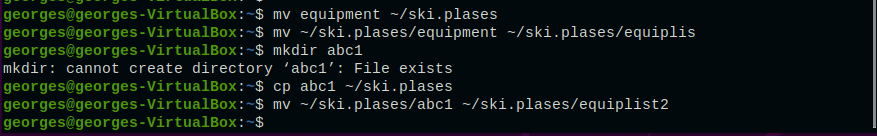 georges@georges-VirtualBox:~$ mv equipment ~/ski.plases
georges@georges-VirtualBox:~$ mv ~/ski.plases/equipment ~/ski.plases/equiplis
georges@georges-VirtualBox:~$ mkdir abc1
mkdir: cannot create directory ‘abc1’: File exists
georges@georges-VirtualBox:~$ cp abc1 ~/ski.plases
georges@georges-VirtualBox:~$ mv ~/ski.plases/abc1 ~/ski.plases/equiplist2
georges@georges-VirtualBox:~$